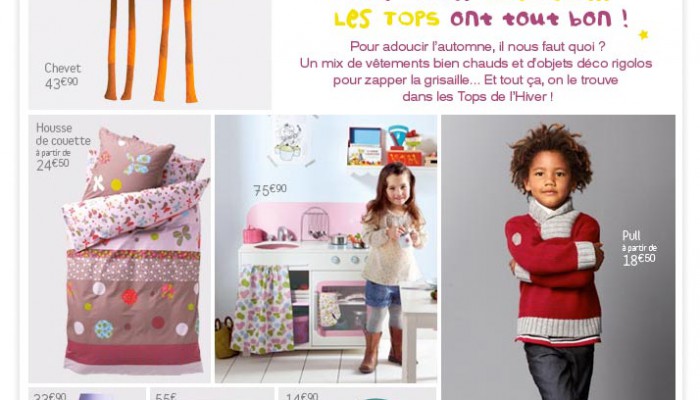 LES TOPS ont tout bon !
Pour adoucir l'automne, il nous faut quoi ?
Un mix de vêtements bien chauds et d'objets déco rigolos
pour zapper la grisaille... Et tout ça, on le trouve
dans les Tops de l'Hiver !
Chevet
43€90
Housse
de couette
à partir de
24€50
75€90
Pull
à partir de
18€50
33€90
55€
14€90